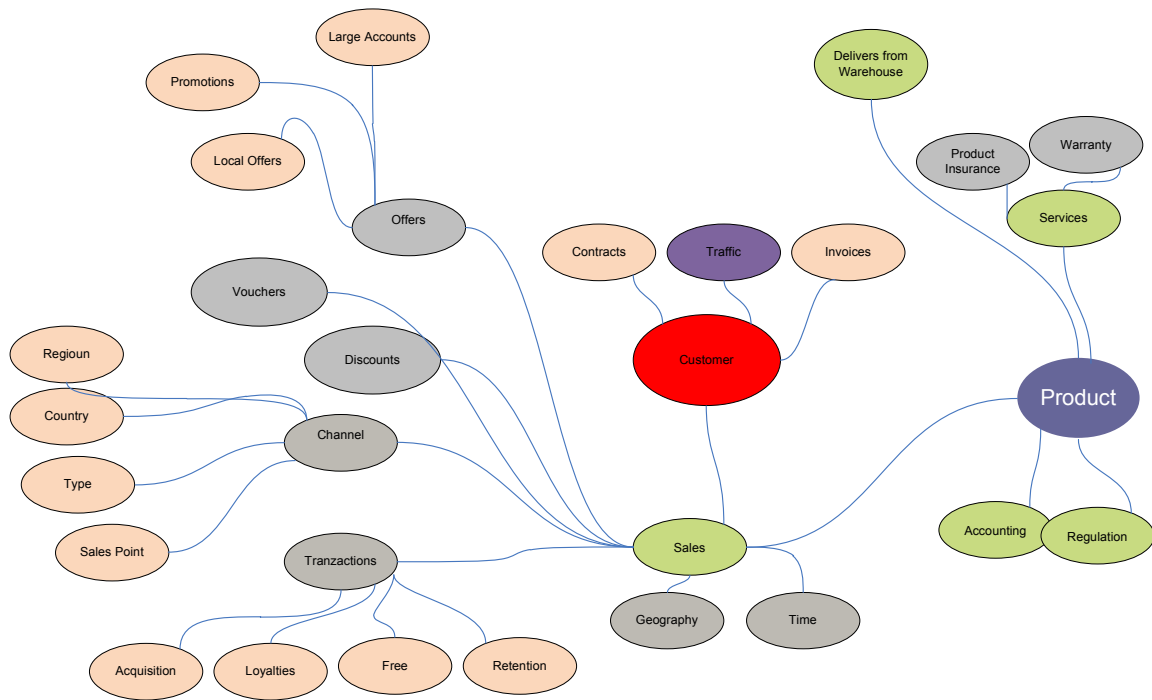 Large Accounts
Delivers from
Warehouse
Promotions
Local Offers
Product
Insurance
Warranty
Offers
Services
Contracts
Traffic
Invoices
Vouchers
Regioun
Discounts
Customer
Country
Product
Channel
Type
Sales Point
Accounting
Regulation
Sales
Tranzactions
Geography
Time
Acquisition
Loyalties
Free
Retention